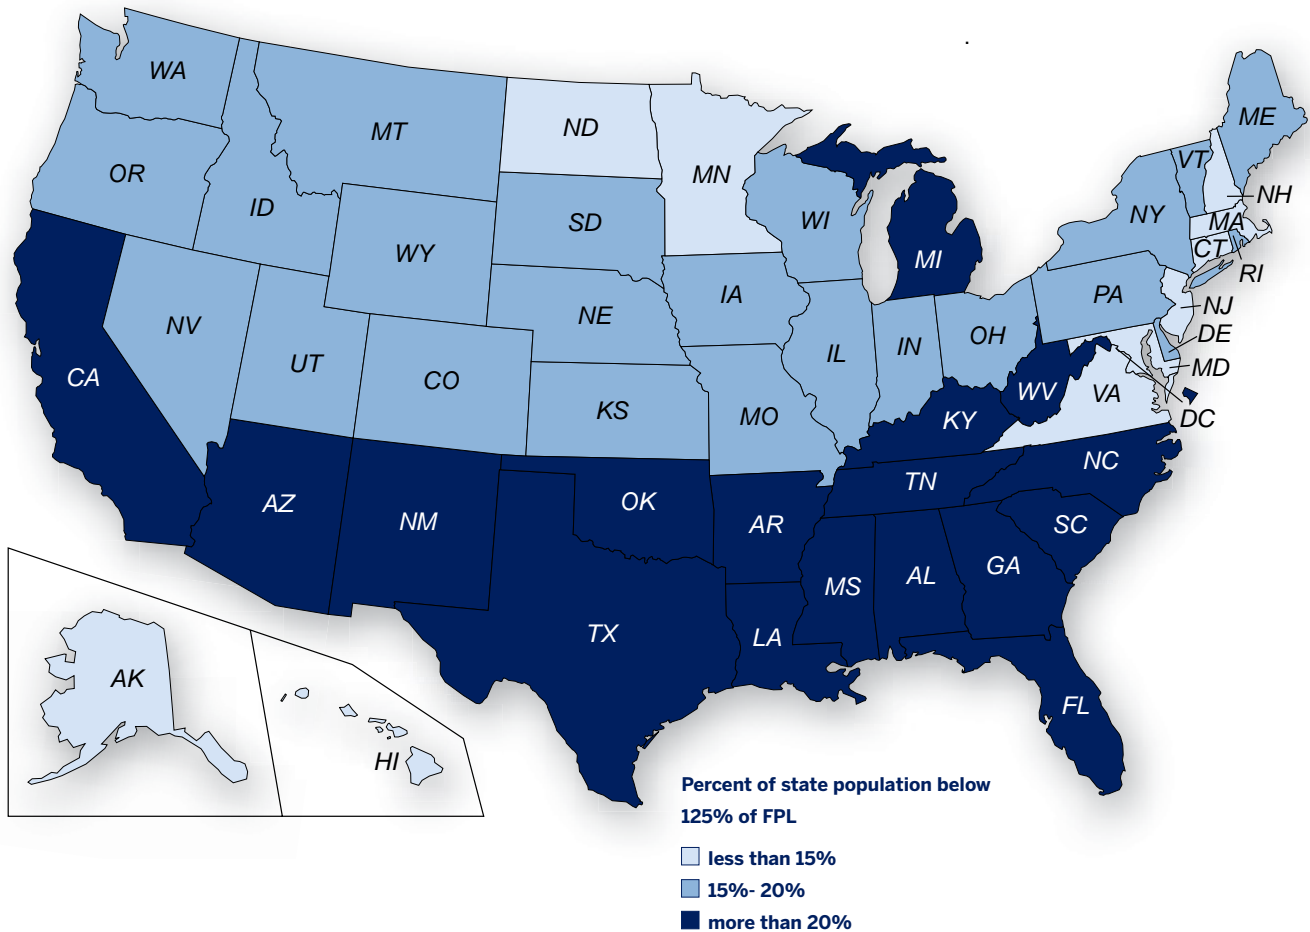 WA
MT
ND
MN
ME
VT
OR
ID
SD
WI
NH
NY
MA
WY
CT
MI
RI
IA
PA
NV
NE
NJ
OH
DE
UT
CO
IL
IN
MD
CA
WV
VA
KS
MO
KY
DC
NC
TN
AZ
OK
NM
AR
SC
GA
MS
AL
TX
LA
AK
FL
HI
Percent of state population below
125% of FPL
less than 15%
15%- 20%
more than 20%